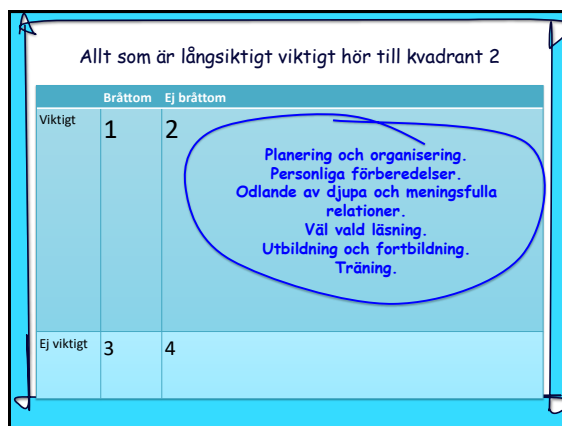 Allt som är långsiktigt viktigt hör till kvadrant 2
Bråttom Ej bråttom
Viktigt 1 2
Planering och organisering.
Personliga förberedelser.
Odlande av djupa och meningsfulla
relationer.
Väl vald läsning.
Utbildning och fortbildning.
Träning.
Ej viktigt 3 4